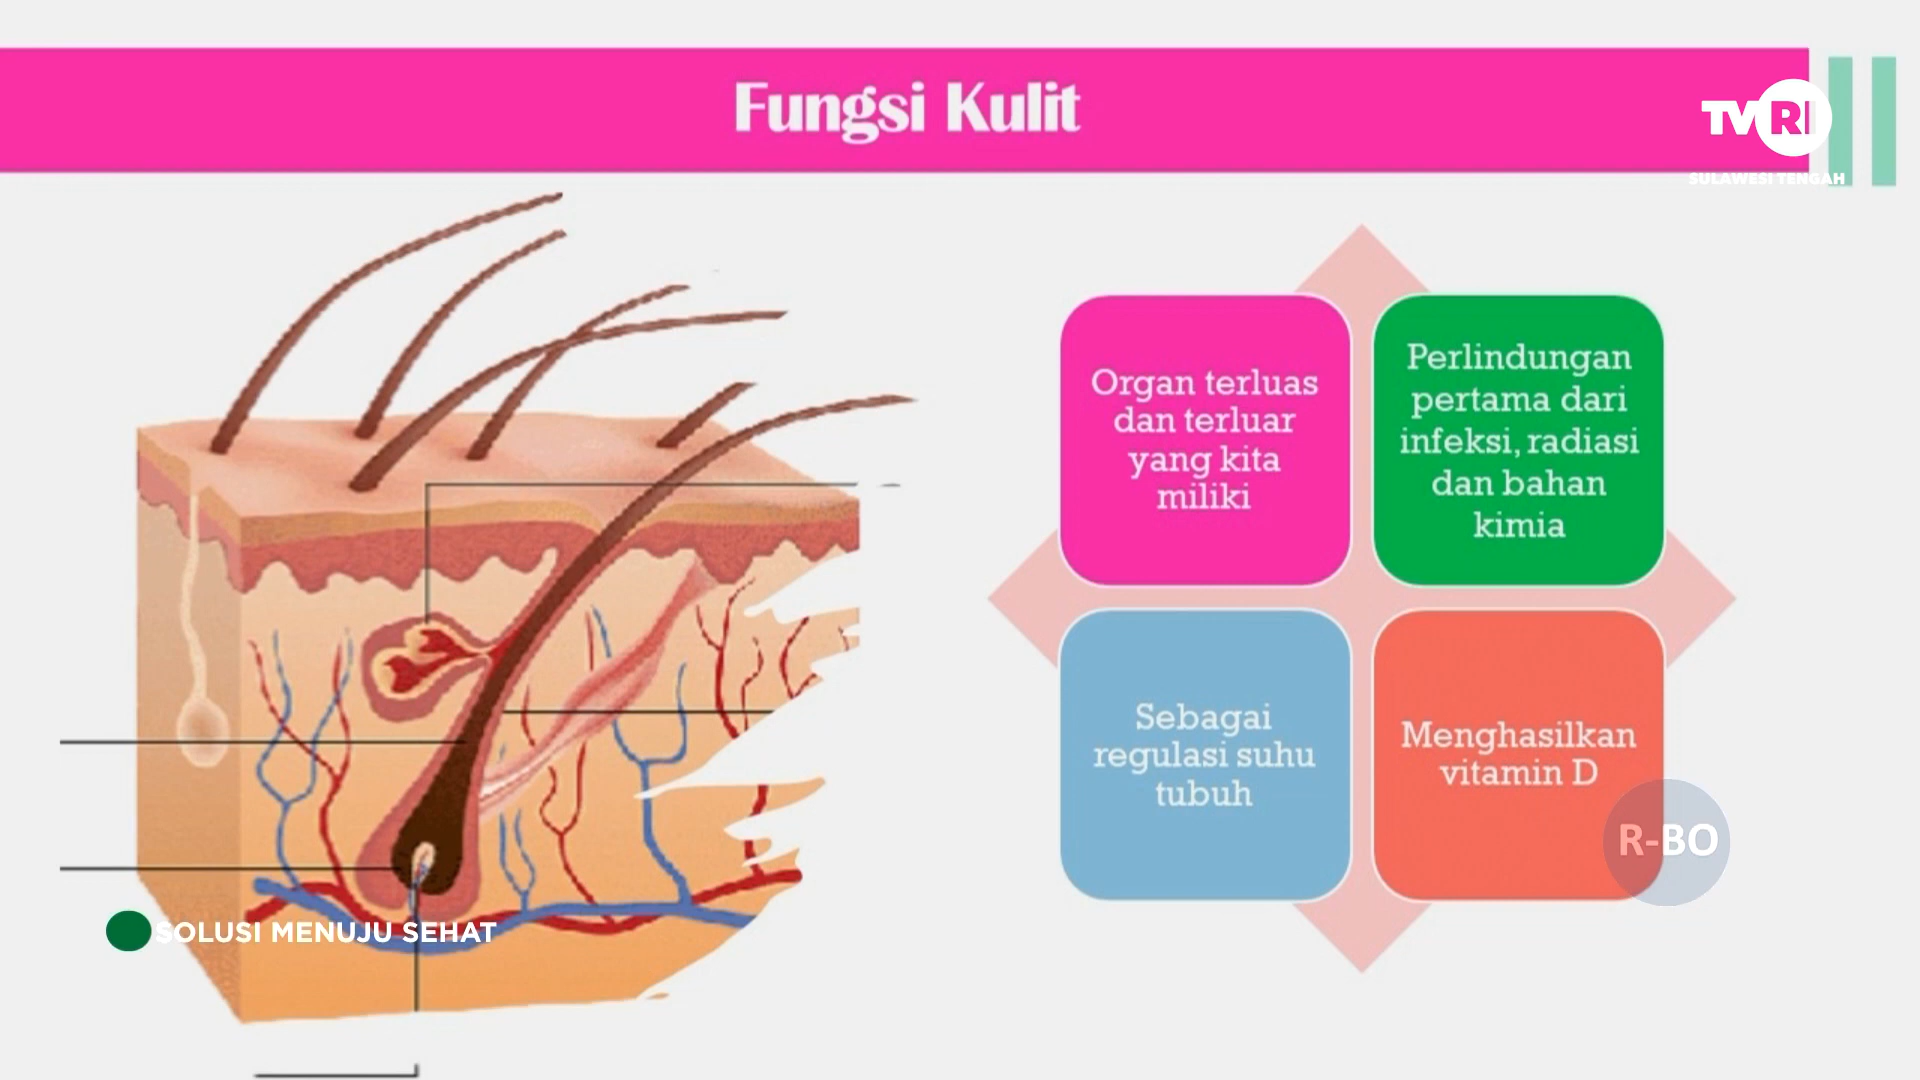 Fungsi Kulit
TVRI
SULAWESI TENGAH
Organ terluas
dan terluar
yang kita
miliki
Perlindungan
pertama dari
infeksi, radiasi
dan bahan
kimia
Sebagai
regulasi suhu
tubuh
Menghasilkan
vitamin D
R-BO
SOLUSI MENUJU SEHAT